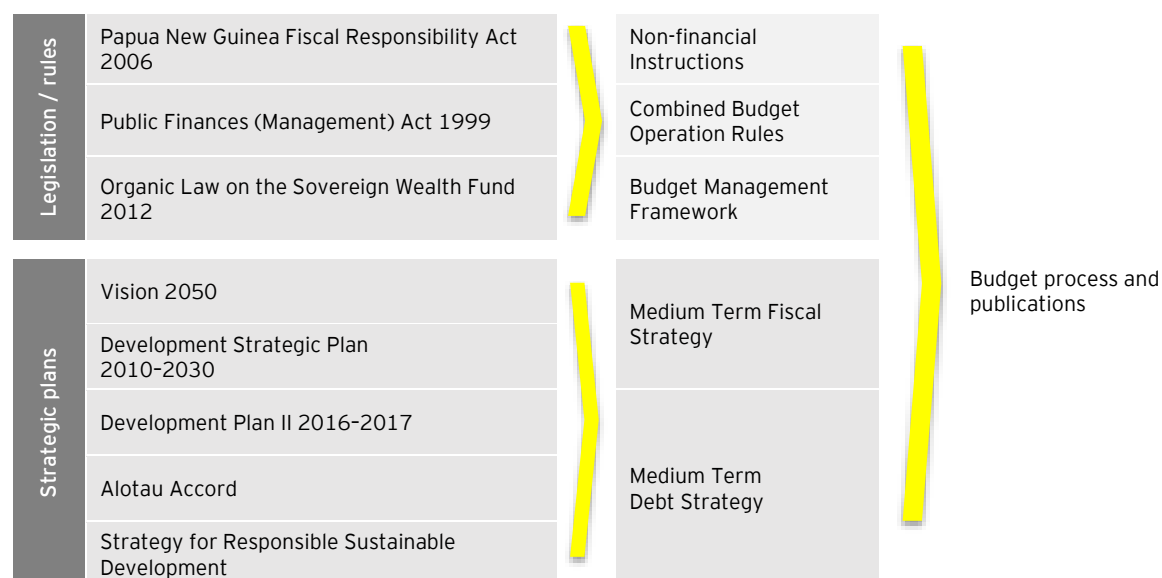 Legislation / rules
Papua New Guinea Fiscal Responsibility Act
2006
Public Finances (Management) Act 1999
Organic Law on the Sovereign Wealth Fund
2012
Non-financial
Instructions
Combined Budget
Operation Rules
Budget Management
Framework
Strategic plans
Vision 2050
Development Strategic Plan
2010–2030
Development Plan II 2016–2017
Alotau Accord
Strategy for Responsible Sustainable
Development
Medium Term Fiscal
Strategy
Medium Term
Debt Strategy
Budget process and
publications